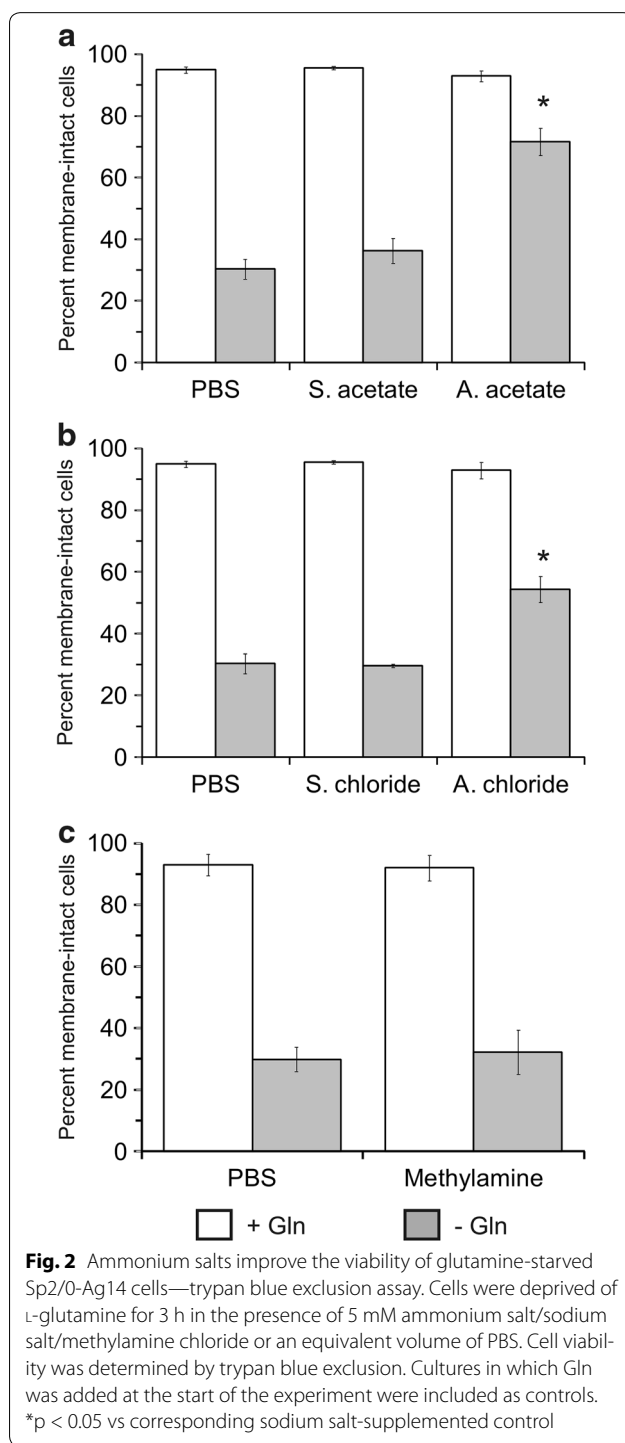 a
Percent membrane-intact cells
100
80
60
40
20
0
*
PBS S. acetate A. acetate
b
Percent membrane-intact cells
100
80
60
40
20
0
*
PBS S. chloride A. chloride
c
Percent membrane-intact cells
100
80
60
40
20
0
PBS Methylamine
+ Gln - Gln
Fig. 2 Ammonium salts improve the viability of glutamine-starved
Sp2/0-Ag14 cells—trypan blue exclusion assay. Cells were deprived of
L-glutamine for 3 h in the presence of 5 mM ammonium salt/sodium
salt/methylamine chloride or an equivalent volume of PBS. Cell viabil-
ity was determined by trypan blue exclusion. Cultures in which Gln
was added at the start of the experiment were included as controls.
*p < 0.05 vs corresponding sodium salt-supplemented control